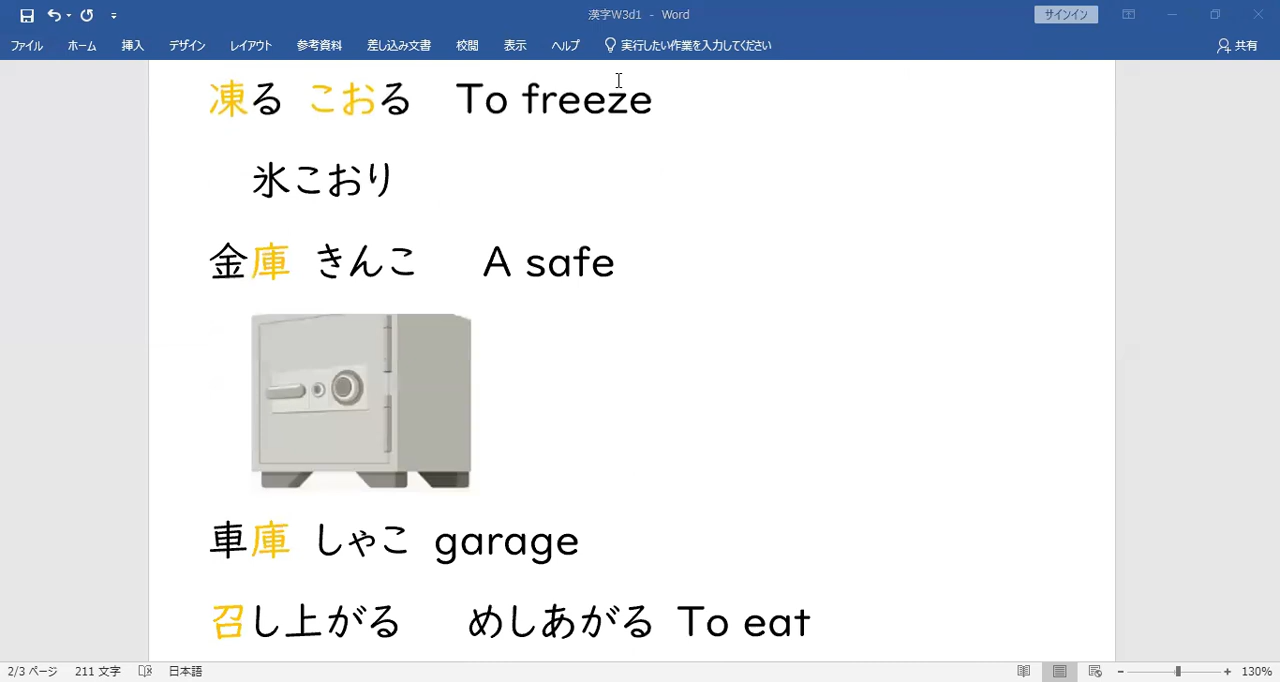 漢字W3d1 - Word
サインイン
ファイル ホーム 挿入 デザイン レイアウト 参考資料 差し込み文書 校閲 表示 ヘルプ 実行したい作業を入力してください 共有
凍る こおる To freeze
氷こおり
金庫 きんこ A safe
車庫 しゃこ garage
召し上がる めしあがる To eat
2/3 ページ 211 文字 日本語 130%